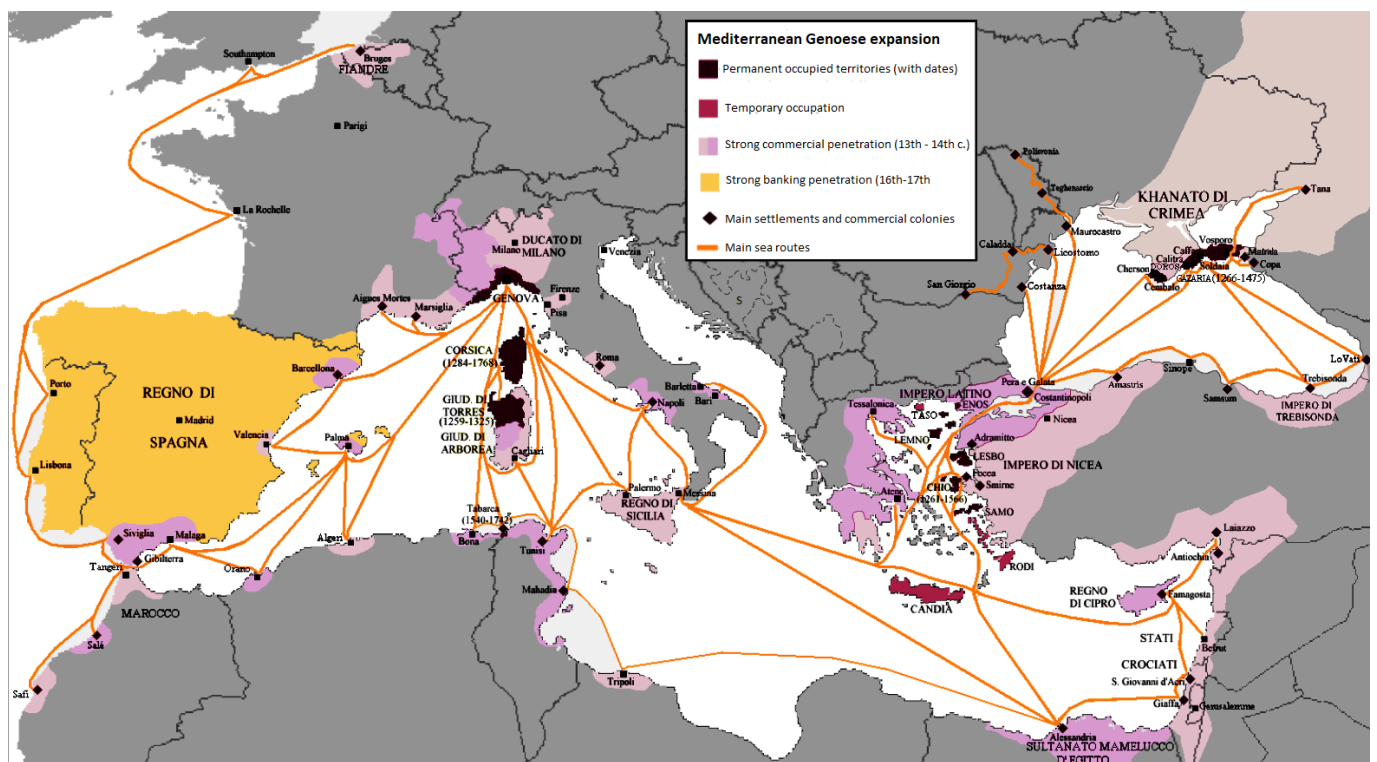 Mediterranean Genoese expansion
Permanent occupied territories (with dates)
Temporary occupation
Strong commercial penetration (13th - 14th c.)
Strong banking penetration (16th-17th
Main settlements and commercial colonies
Main sea routes
Southampton
Bruges
FIANDRE
Parigi
La Rochelle
DUCATO DI
MILANO
Milano
Venezia
GENOVA
Firenze
Pisa
Aigues Mortes
Marsiglia
CORSICA
(1284-1768)
GIUD. DI
TORRES
(1259-1325)
GIUD. DI
ARBOREA
Cagliari
Roma
Napoli
Barletta
Bari
Palermo
Messina
REGNO DI
SICILIA
Barcellona
Porto
REGNO DI
SPAGNA
Madrid
Valencia
Palma
Lisbona
Siviglia
Malaga
Gibilterra
Tangeri
MAROCCO
Salé
Safi
Orano
Algeri
Tabarca
(1540-1742)
Bona
Tunisi
Mahadia
Tripoli
S
Polisvonia
Teghenaccio
Maurocastro
Caladda
Licostomo
San Giorgio
Costanza
KHANATO DI
CRIMEA
Tana
Vosporo
Caffa
Matrida
Calitra
Copa
Soldaia
Cherson
DOROS
Cembalo
GAZARIA (1266-1475)
LoVati
Trebisonda
IMPERO DI
TREBISONDA
Sinope
Samsum
Amastris
Pera e Galata
Costantinopoli
IMPERO LATINO
ENOS
Tessalonica
TASO
Nicea
LEMNO
Adramitto
LESBO
IMPERO DI NICEA
Focea
CHIO
(1261-1566)
Smirne
Atene
SAMO
RODI
CANDIA
Laiazzo
Antiochia
REGNO
DI CIPRO
Famagosta
STATI
CROCIATI
Beirut
S. Giovanni d'Acri
Giaffa
Gerusalemme
Alessandria
SULTANATO MAMELUCCO
D'EGITTO